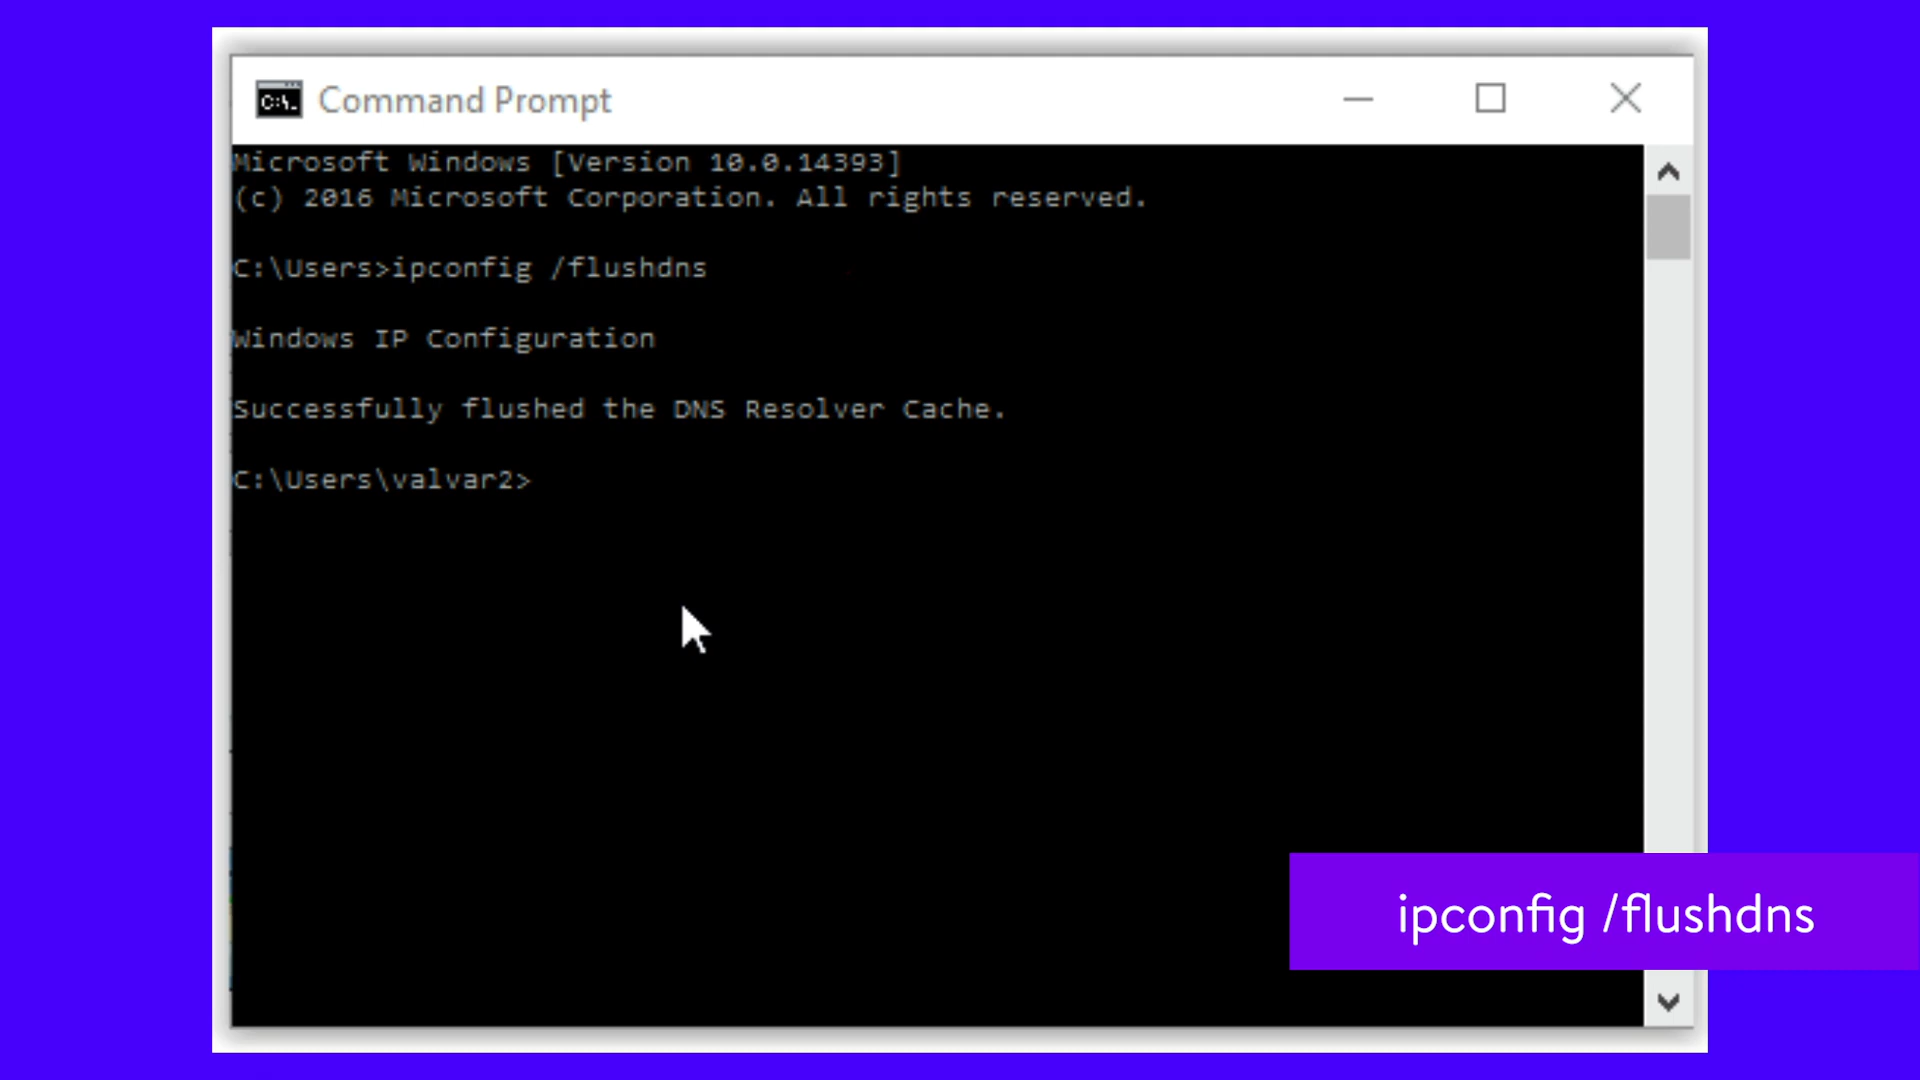 C:\.
Command Prompt
Microsoft Windows [Version 10.0.14393]
(c) 2016 Microsoft Corporation. All rights reserved.
C:\Users>ipconfig /flushdns
Windows IP Configuration
Successfully flushed the DNS Resolver Cache.
C:\Users\valvar2>
ipconfig /flushdns